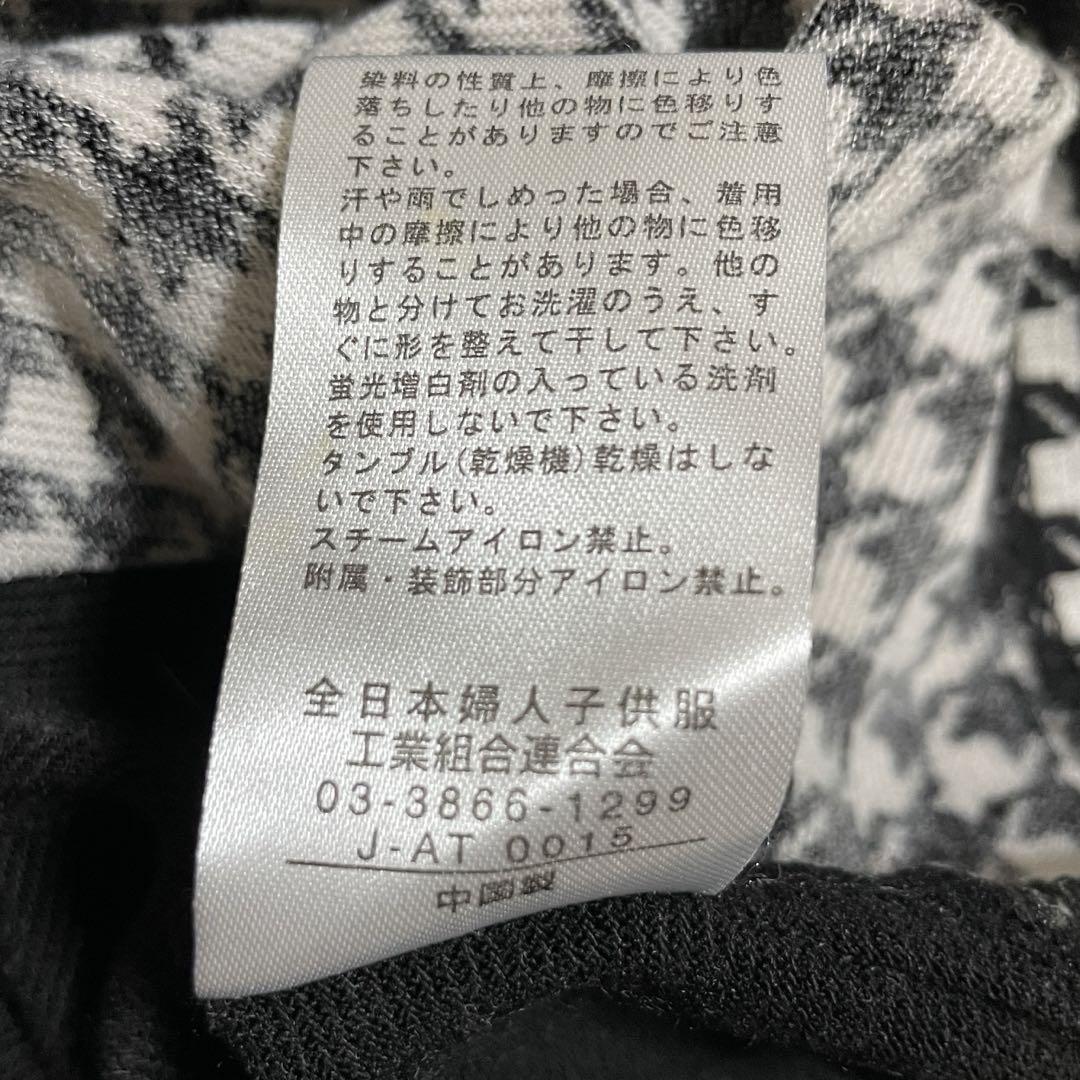 染料の性質上、摩擦により色
落ちしたり他の物に色移りす
ることがありますのでご注意
下さい。
汗や雨でしめった場合、着用
中の摩擦により他の物に色移
りすることがあります。他の
物と分けてお洗濯のうえ、す
ぐに形を整えて干して下さい。
蛍光増白剤の入っている洗剤
を使用しないで下さい。
タンブル(乾燥機)乾燥はしな
いで下さい。
スチームアイロン禁止。
附属・装飾部分アイロン禁止。
全日本婦人子供服
工業組合連合会
03-3866-1299
J-AT 0015
中国製